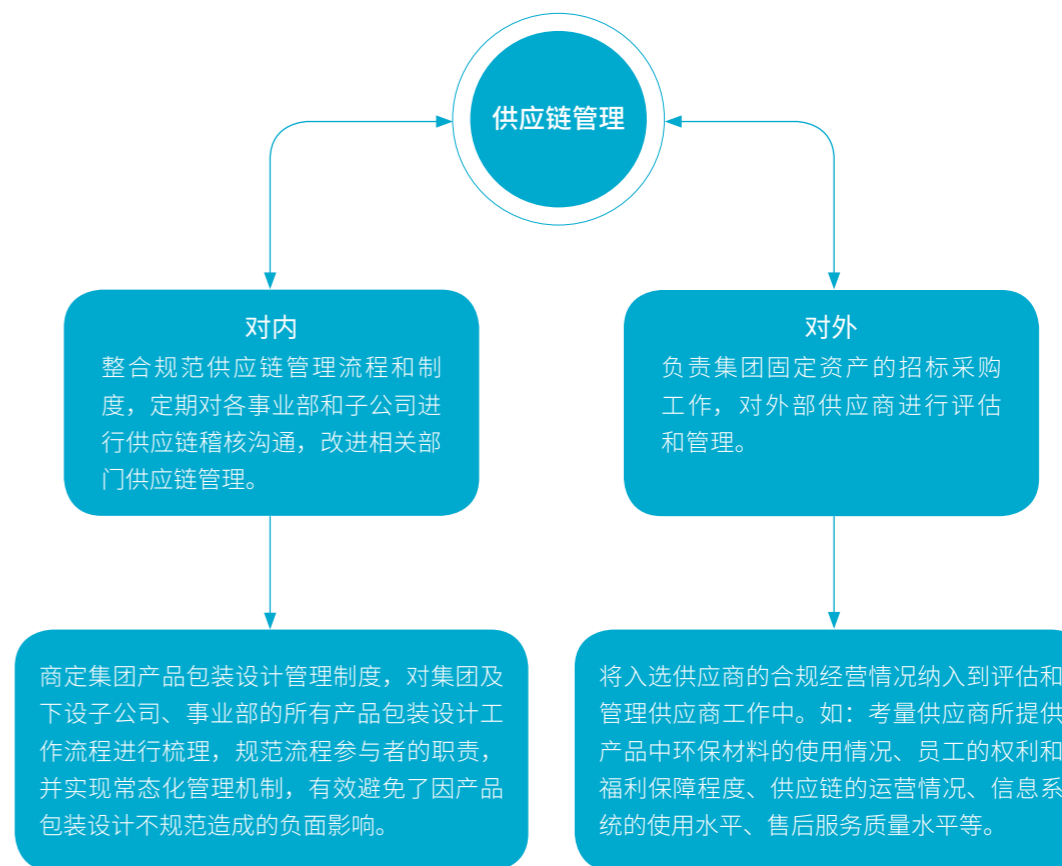 供应链管理
对内
整合规范供应链管理流程和制
度，定期对各事业部和子公司进
行供应链稽核沟通，改进相关部
门供应链管理。
对外
负责集团固定资产的招标采购
工作，对外部供应商进行评估
和管理。
商定集团产品包装设计管理制度，对集团及
下设子公司、事业部的所有产品包装设计工
作流程进行梳理，规范流程参与者的职责，
并实现常态化管理机制，有效避免了因产品
包装设计不规范造成的负面影响。
将入选供应商的合规经营情况纳入到评估和
管理供应商工作中。如：考量供应商所提供
产品中环保材料的使用情况、员工的权利和
福利保障程度、供应链的运营情况、信息系
统的使用水平、售后服务质量水平等。